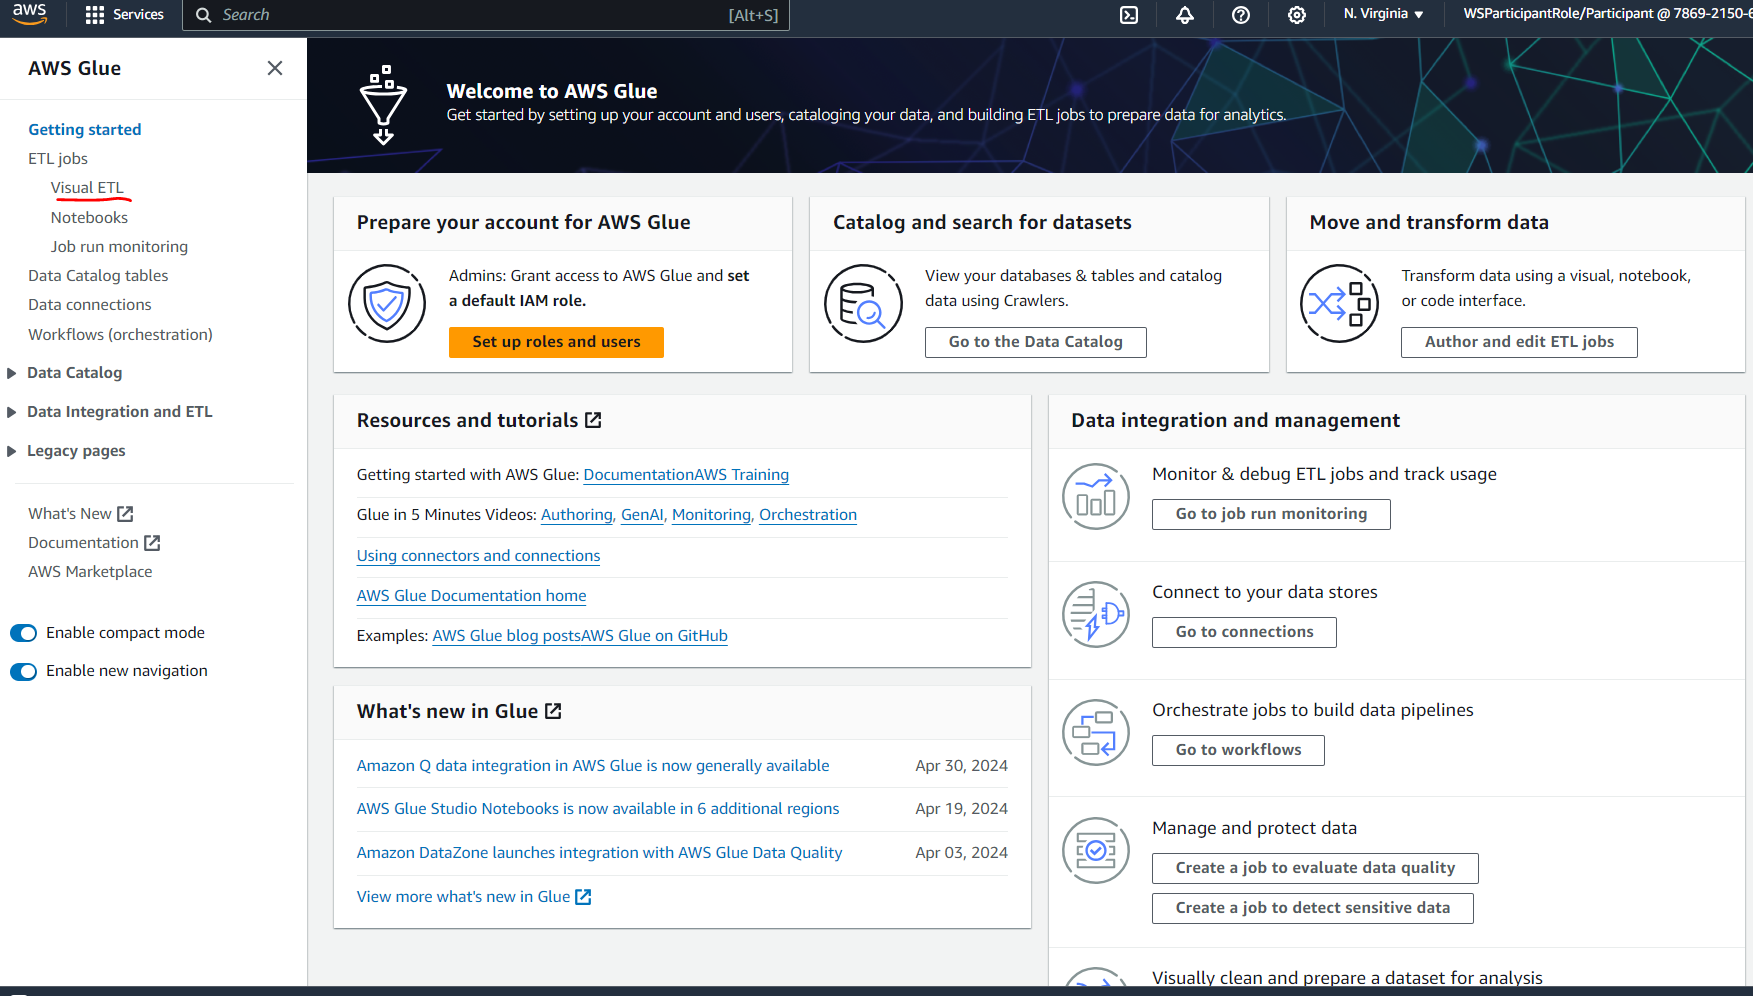 aws
Services
Search
[Alt+S]
N. Virginia
WSParticipantRole/Participant @ 7869-2150-6
AWS Glue
Getting started
ETL jobs
Visual ETL
Notebooks
Job run monitoring
Data Catalog tables
Data connections
Workflows (orchestration)
Data Catalog
Data Integration and ETL
Legacy pages
What's New
Documentation
AWS Marketplace
Enable compact mode
Enable new navigation
Welcome to AWS Glue
Get started by setting up your account and users, cataloging your data, and building ETL jobs to prepare data for analytics.
Prepare your account for AWS Glue
Admins: Grant access to AWS Glue and set
a default IAM role.
Set up roles and users
Catalog and search for datasets
View your databases & tables and catalog
data using Crawlers.
Go to the Data Catalog
Move and transform data
Transform data using a visual, notebook,
or code interface.
Author and edit ETL jobs
Resources and tutorials
Getting started with AWS Glue: DocumentationAWS Training
Glue in 5 Minutes Videos: Authoring, GenAI, Monitoring, Orchestration
Using connectors and connections
AWS Glue Documentation home
Examples: AWS Glue blog postsAWS Glue on GitHub
What's new in Glue
Amazon Q data integration in AWS Glue is now generally available Apr 30, 2024
AWS Glue Studio Notebooks is now available in 6 additional regions Apr 19, 2024
Amazon DataZone launches integration with AWS Glue Data Quality Apr 03, 2024
View more what's new in Glue
Data integration and management
Monitor & debug ETL jobs and track usage
Go to job run monitoring
Connect to your data stores
Go to connections
Orchestrate jobs to build data pipelines
Go to workflows
Manage and protect data
Create a job to evaluate data quality
Create a job to detect sensitive data
Visually clean and prepare a dataset for analysis